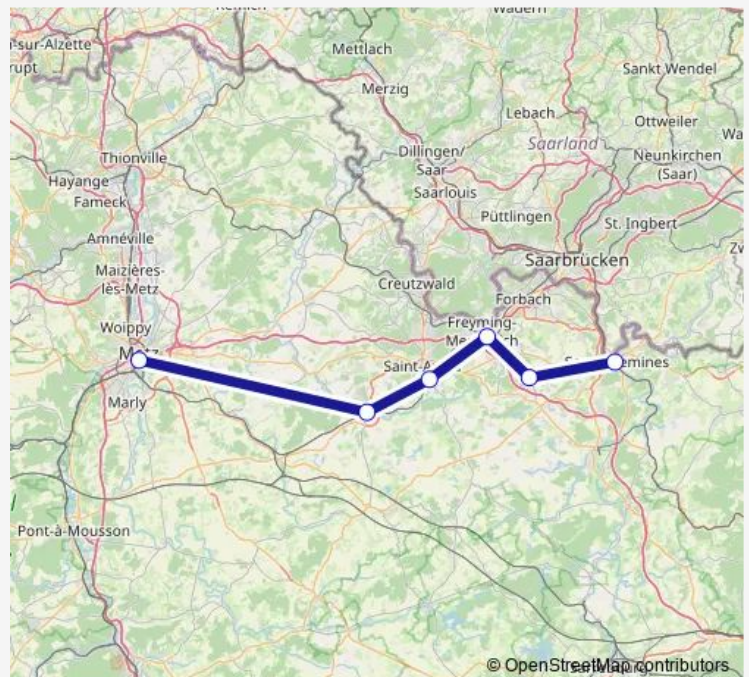 Wadern
-sur-Alzette
Mettlach
Sankt Wendel
Merzig
Lebach
Ottweiler
Saarland
Thionville
Dillingen/
Saar
Neunkirchen
(Saar)
Hayange
Saarlouis
Fameck
Püttlingen
St. Ingbert
Amnéville
Saarbrücken
Maizières-
lès-Metz
Creutzwald
Forbach
Woippy
Freyming-
Metz
Marly
Pont-à-Mousson
© OpenStreetMap contributors